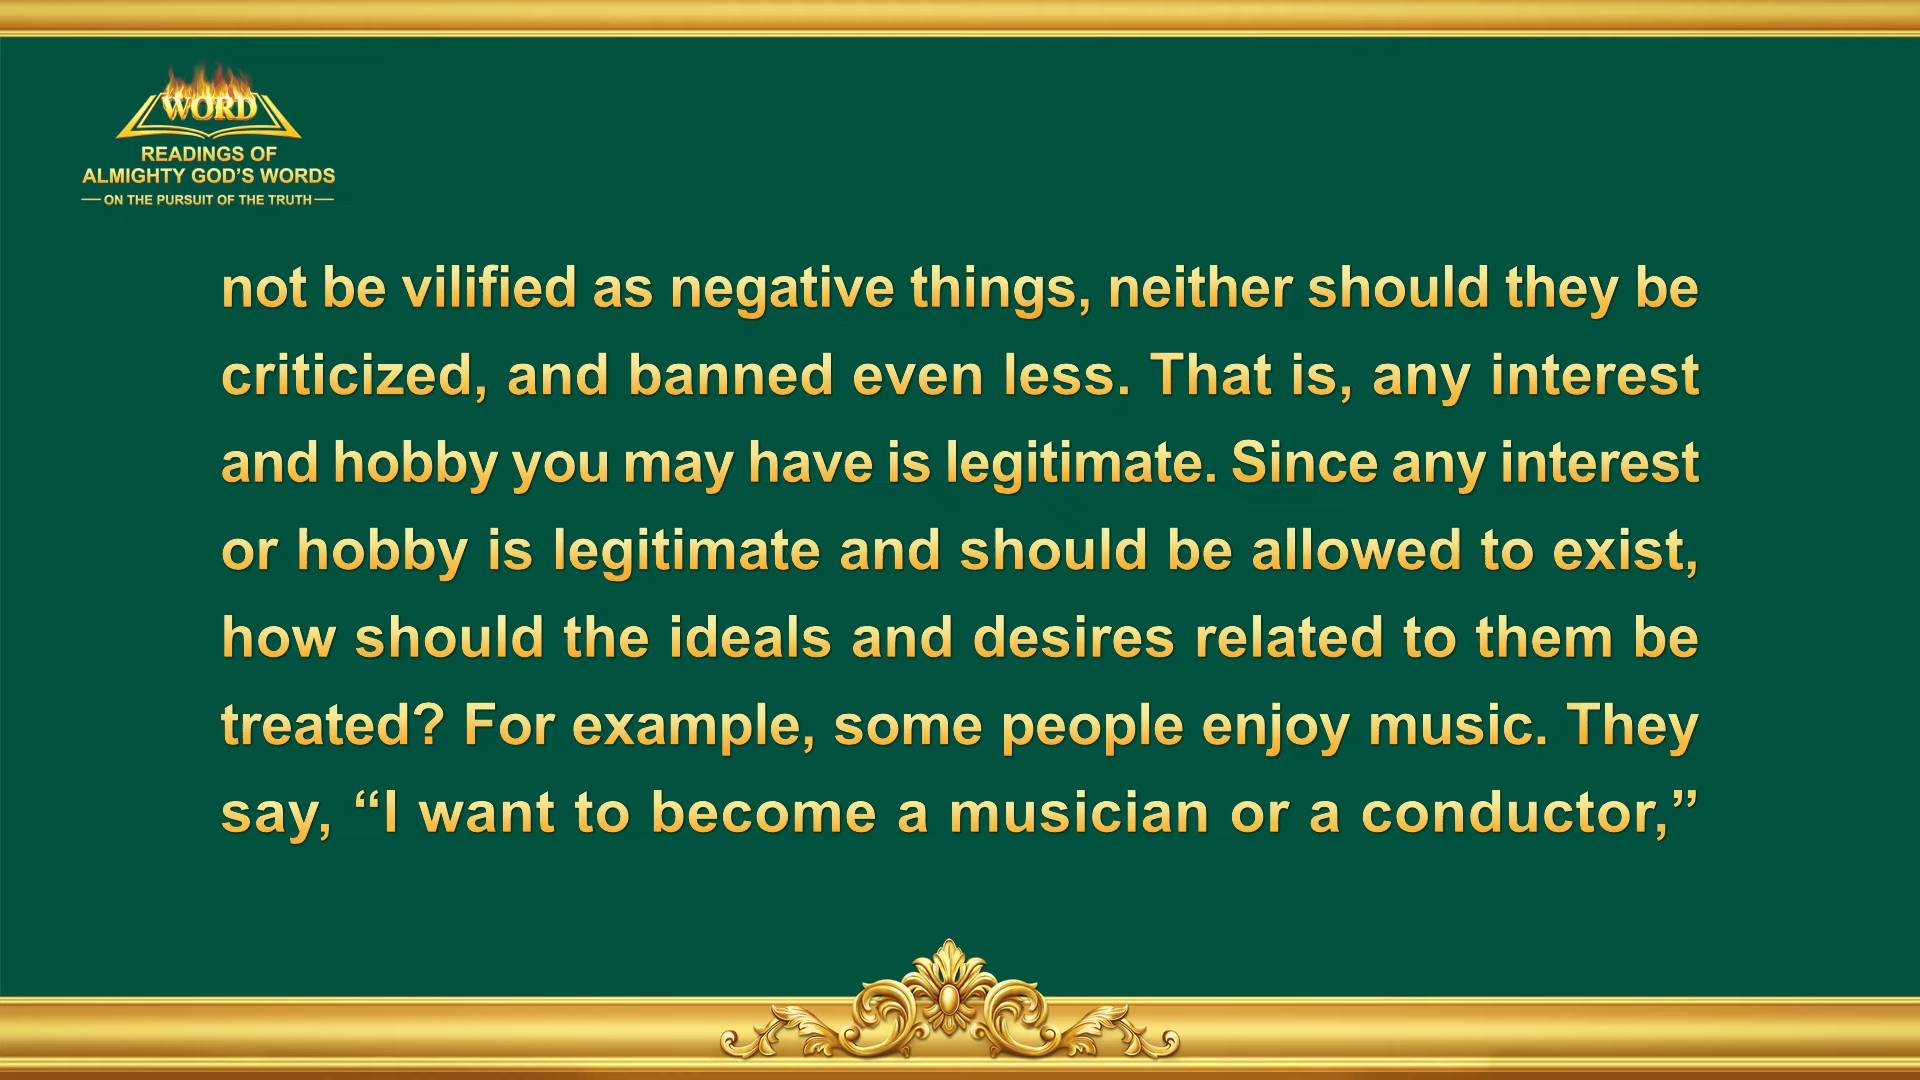 WORD
READINGS OF
ALMIGHTY GOD’S WORDS
ON THE PURSUIT OF THE TRUTH
not be vilified as negative things, neither should they be
criticized, and banned even less. That is, any interest
and hobby you may have is legitimate. Since any interest
or hobby is legitimate and should be allowed to exist,
how should the ideals and desires related to them be
treated? For example, some people enjoy music. They
say, “I want to become a musician or a conductor,”